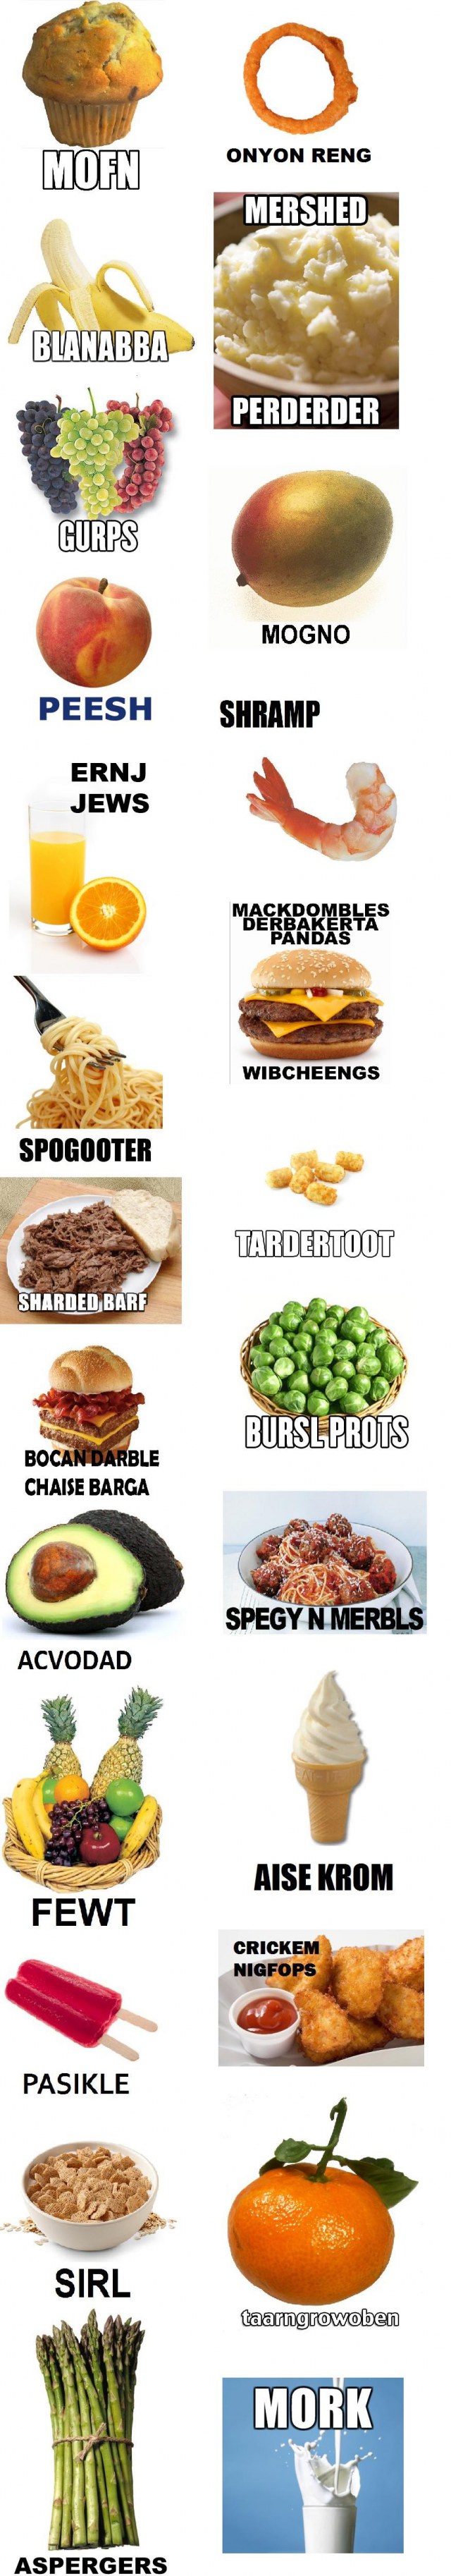 MOFN
BLANABBA
GURPS
PEESH
ERNJ
JEWS
SPOGOOTER
SHARDED BARF
BOCAN DARBLE
CHAISE BARGA
ACVODAD
FEWT
PASIKLE
SIRL
ASPERGERS
ONYON RENG
MERSHED
PERDERDER
MOGNO
SHRAMP
MACKDOMBLES
DERBAKERTA
PANDAS
WIBCHEENGS
TARDERTOOT
BURSL PROTS
SPEGY N MERBLS
AISE KROM
CRICKEM
NIGFOPS
taarngrowoben
MORK